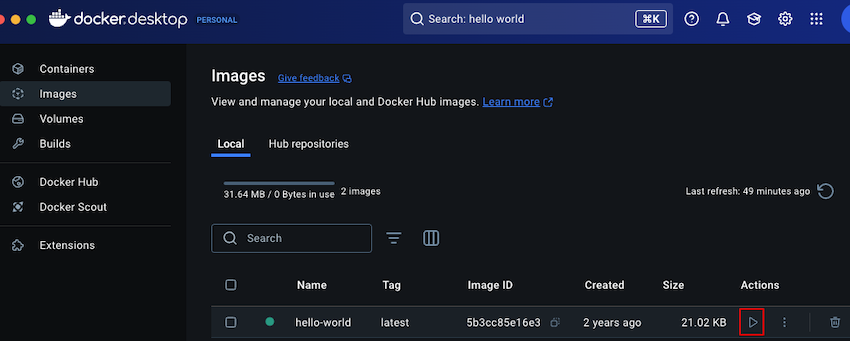 docker.desktop PERSONAL Search: hello world ⌘K
Containers
Images
Volumes
Builds
Docker Hub
Docker Scout
Extensions
Images Give feedback
View and manage your local and Docker Hub images. Learn more
Local Hub repositories
31.64 MB / 0 Bytes in use 2 images Last refresh: 49 minutes ago
Search
Name Tag Image ID Created Size Actions
hello-world latest 5b3cc85e16e3 2 years ago 21.02 KB